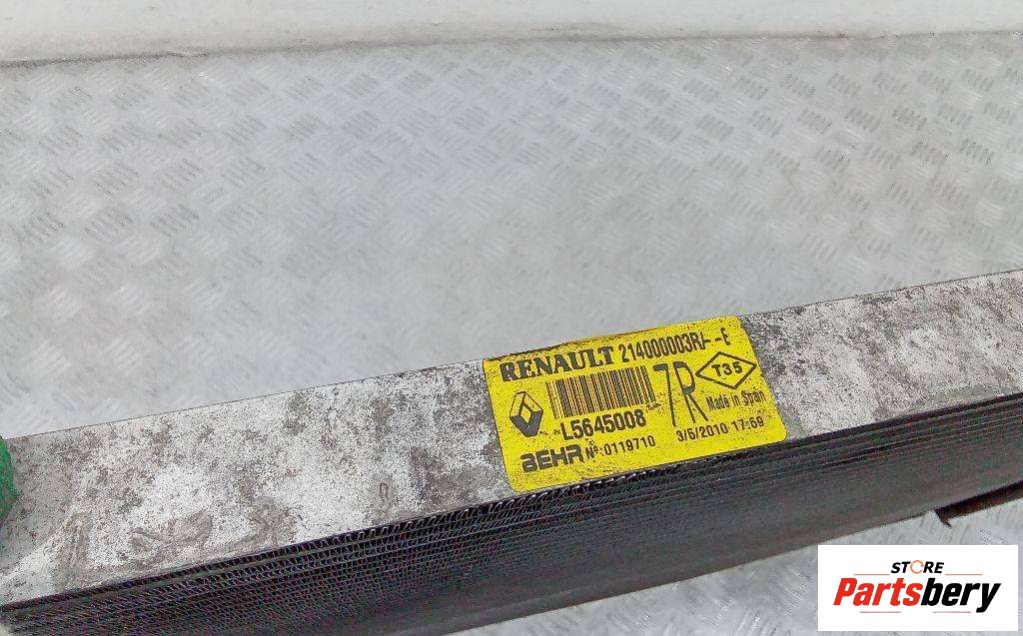 RENAULT 214000003R/--E
7R
T35
L5645008
Made in Spain
BEHR Nº:0119710
3/5/2010 17:59
STORE
Partsbery